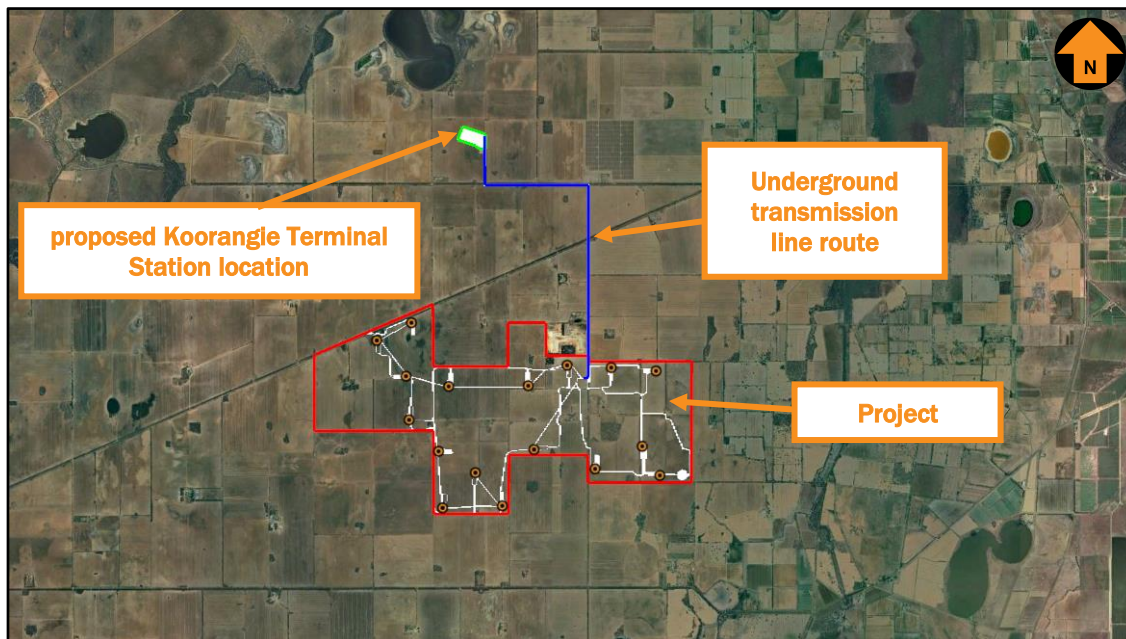 N
proposed Koorangie Terminal
Station location
Underground
transmission
line route
Project